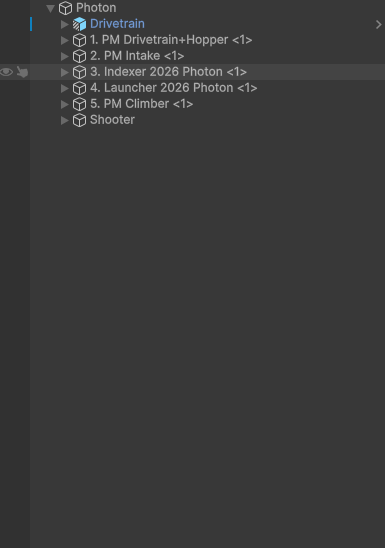 Photon
Drivetrain
1. PM Drivetrain+Hopper <1>
2. PM Intake <1>
3. Indexer 2026 Photon <1>
4. Launcher 2026 Photon <1>
5. PM Climber <1>
Shooter